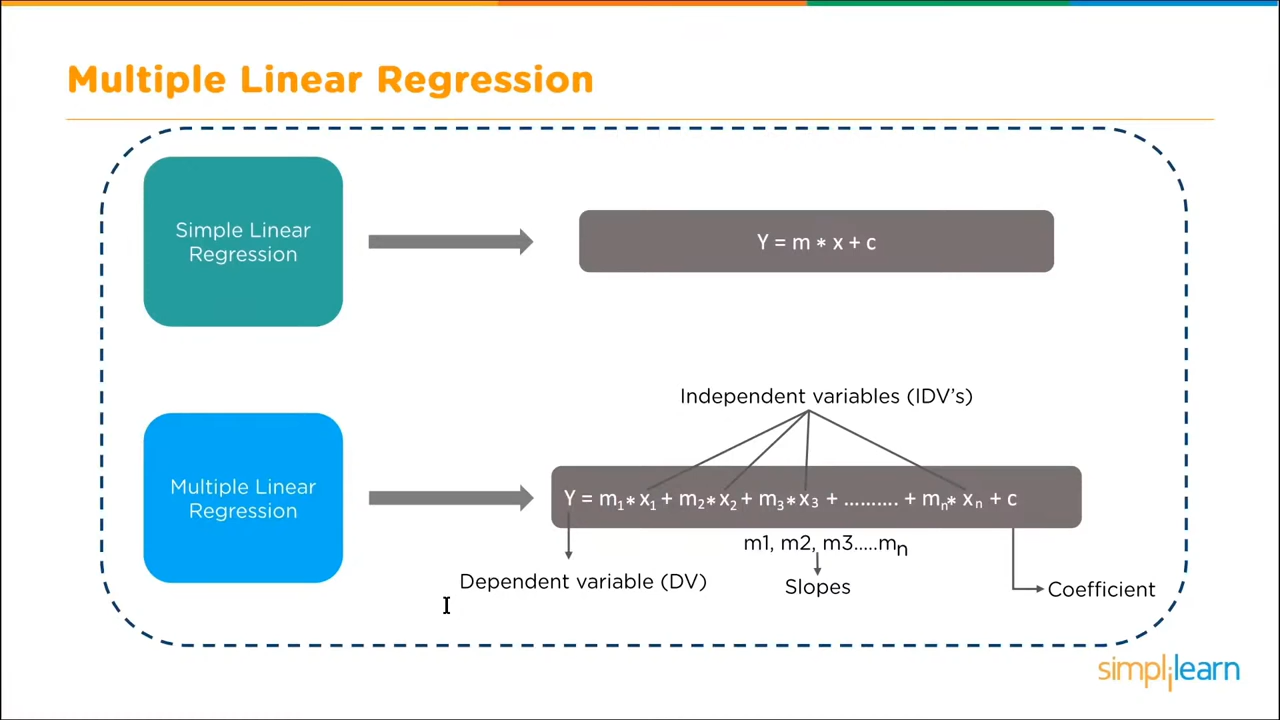 Multiple Linear Regression
Simple Linear
Regression
Y = m * x + c
Independent variables (IDV's)
Multiple Linear
Regression
Y = m₁* x₁ + m₂* x₂ + m₃* x₃ + .......... + mₙ* xₙ + c
m1, m2, m3.....mₙ
Dependent variable (DV)
Slopes
Coefficient
simplilearn